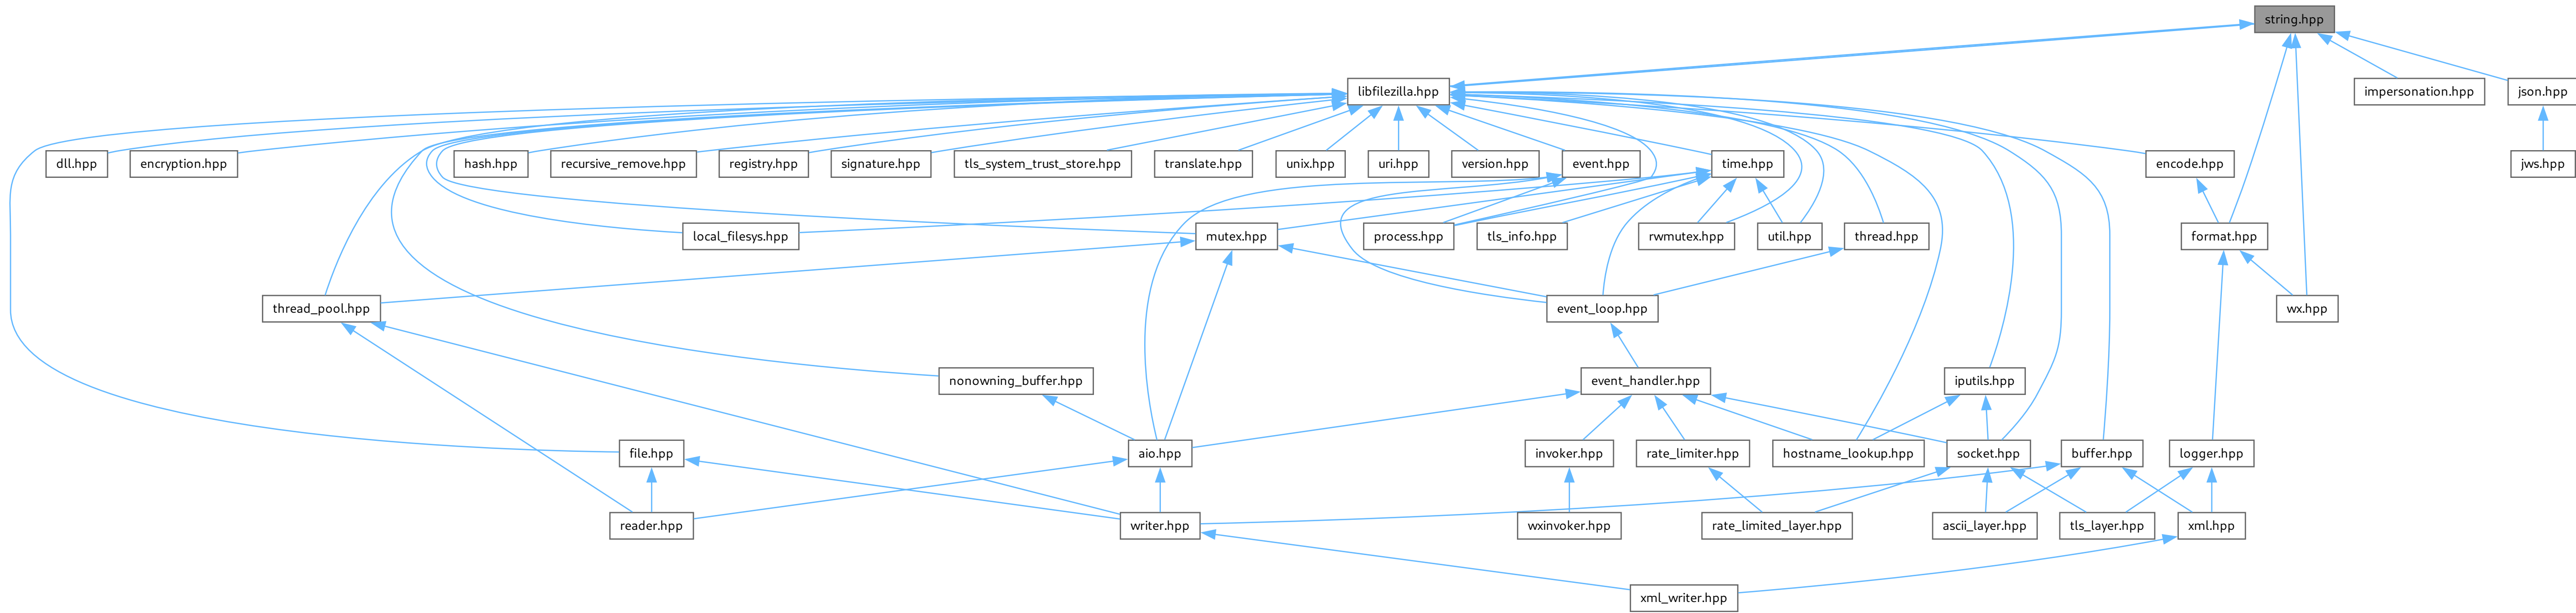 string.hpp
libfilezilla.hpp
impersonation.hpp
json.hpp
dll.hpp
encryption.hpp
hash.hpp
recursive_remove.hpp
registry.hpp
signature.hpp
tls_system_trust_store.hpp
translate.hpp
unix.hpp
uri.hpp
version.hpp
event.hpp
time.hpp
encode.hpp
jws.hpp
local_filesys.hpp
mutex.hpp
process.hpp
tls_info.hpp
rwmutex.hpp
util.hpp
thread.hpp
format.hpp
thread_pool.hpp
event_loop.hpp
wx.hpp
nonowning_buffer.hpp
event_handler.hpp
iputils.hpp
file.hpp
aio.hpp
invoker.hpp
rate_limiter.hpp
hostname_lookup.hpp
socket.hpp
buffer.hpp
logger.hpp
reader.hpp
writer.hpp
wxinvoker.hpp
rate_limited_layer.hpp
ascii_layer.hpp
tls_layer.hpp
xml.hpp
xml_writer.hpp